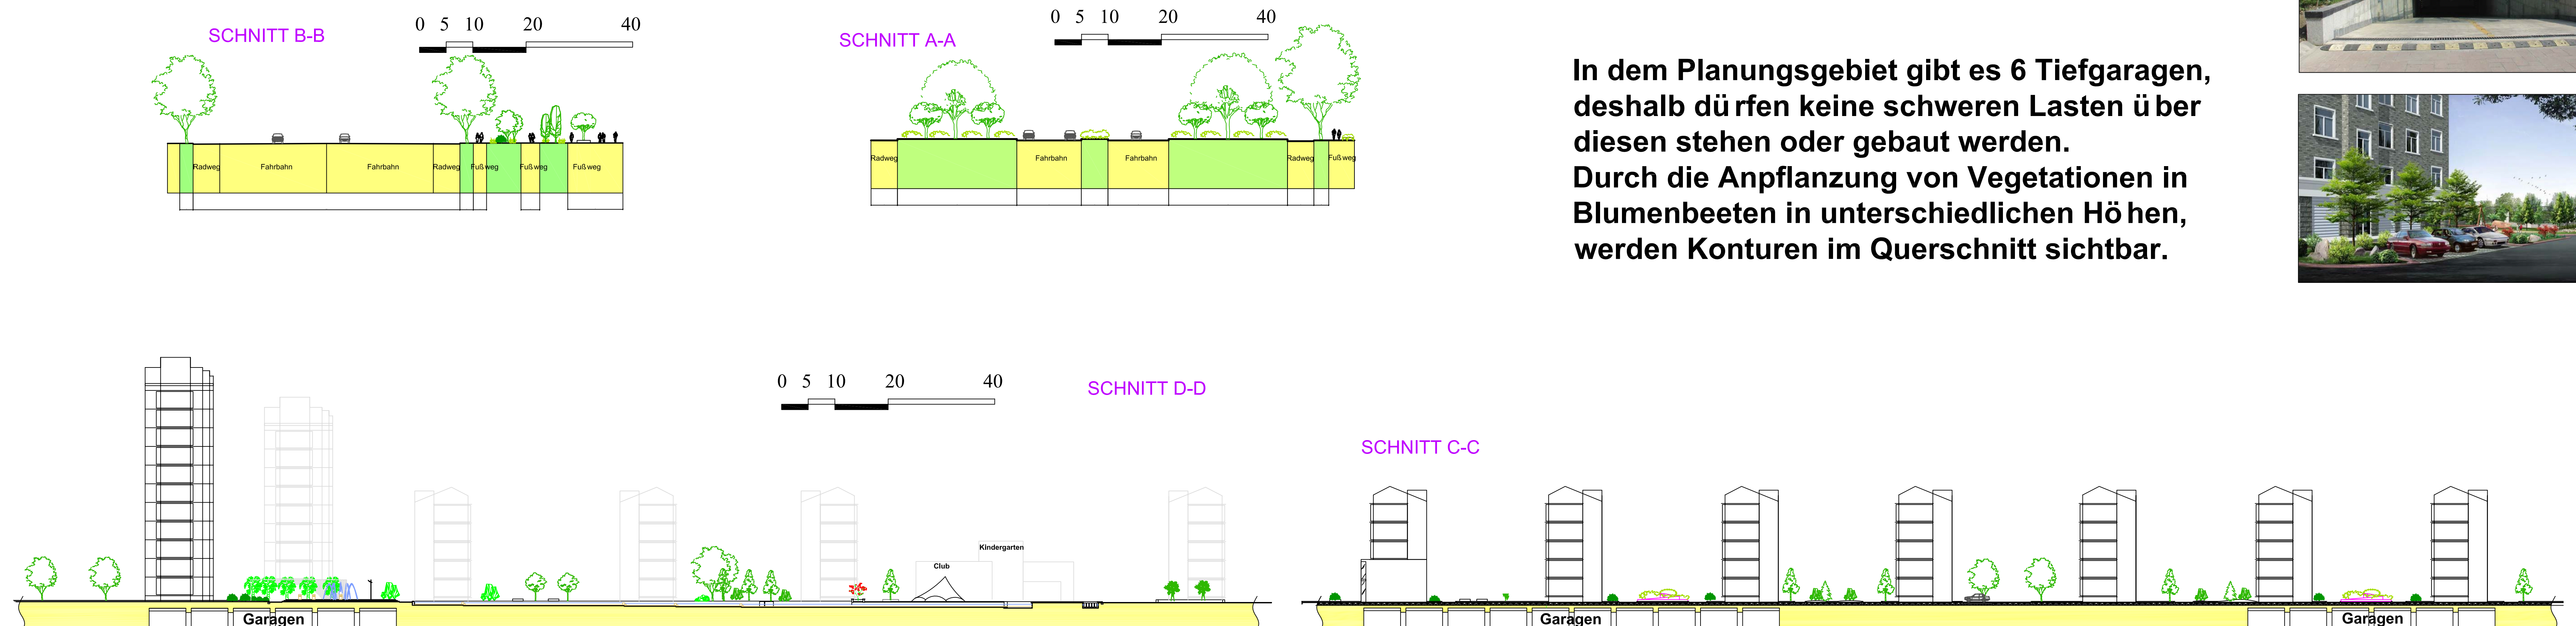 SCHNITT B-B
0 5 10 20 40
Radweg Fahrbahn Fahrbahn Radweg Fußweg Fußweg Fußweg
SCHNITT A-A
0 5 10 20 40
Radweg Fahrbahn Fahrbahn Radweg Fußweg
In dem Planungsgebiet gibt es 6 Tiefgaragen,
deshalb dürfen keine schweren Lasten über
diesen stehen oder gebaut werden.
Durch die Anpflanzung von Vegetationen in
Blumenbeeten in unterschiedlichen Höhen,
werden Konturen im Querschnitt sichtbar.
0 5 10 20 40
SCHNITT D-D
Kindergarten
Club
Garagen
SCHNITT C-C
Garagen
Garagen